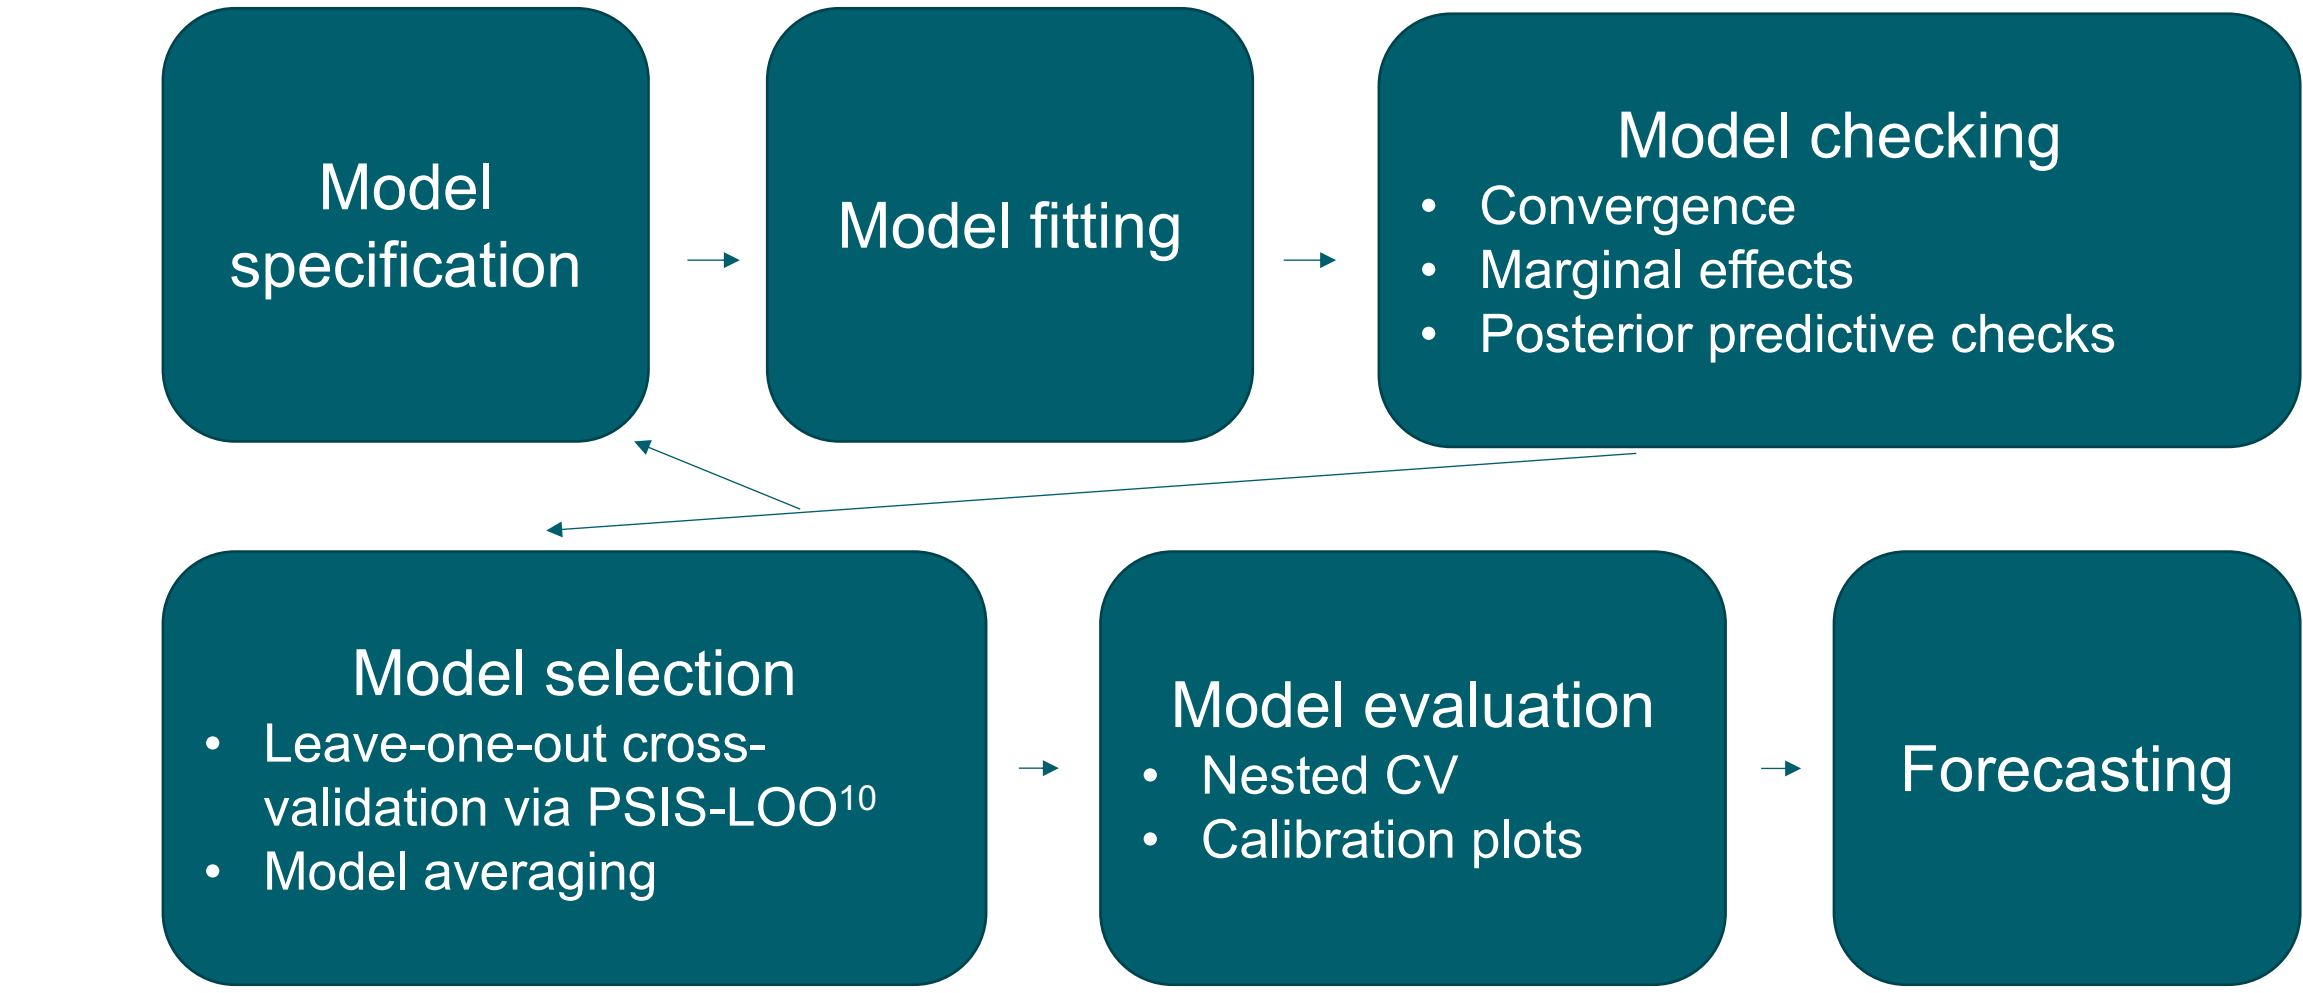 Model
specification
Model fitting
Model checking
• Convergence
• Marginal effects
• Posterior predictive checks
Model selection
• Leave-one-out cross-
validation via PSIS-LOO¹⁰
• Model averaging
Model evaluation
• Nested CV
• Calibration plots
Forecasting